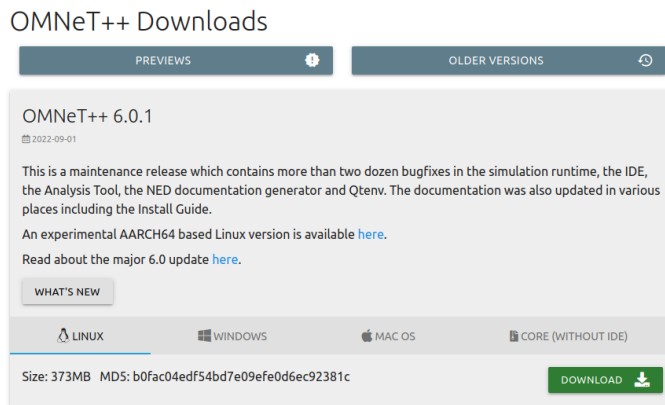 OMNeT++ Downloads
PREVIEWS
OLDER VERSIONS
OMNeT++ 6.0.1
2022-09-01
This is a maintenance release which contains more than two dozen bugfixes in the simulation runtime, the IDE,
the Analysis Tool, the NED documentation generator and Qtenv. The documentation was also updated in various
places including the Install Guide.
An experimental AARCH64 based Linux version is available here.
Read about the major 6.0 update here.
WHAT'S NEW
LINUX
WINDOWS
MAC OS
CORE (WITHOUT IDE)
Size: 373MB MD5: b0fac04edf54bd7e09efe0d6ec92381c
DOWNLOAD